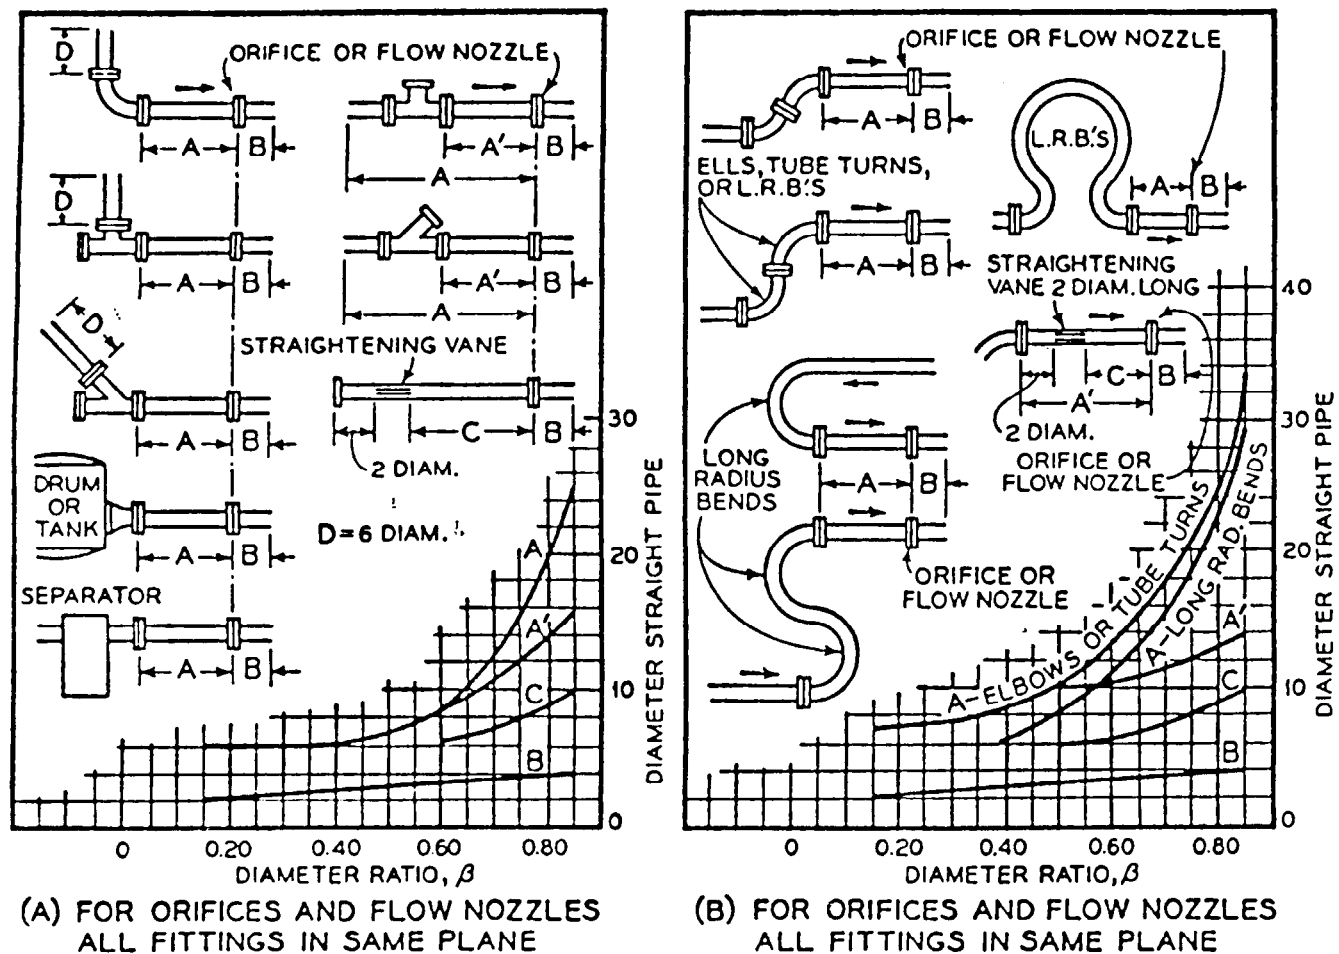 D
ORIFICE OR FLOW NOZZLE
A
B
A'
B
A
D
A
B
A'
B
A
D
STRAIGHTENING VANE
A
B
C
B
2 DIAM.
DRUM
OR
TANK
D=6 DIAM.
A
B
SEPARATOR
A
B
A
A'
C
B
30
20
10
0
DIAMETER STRAIGHT PIPE
0 0.20 0.40 0.60 0.80
DIAMETER RATIO, β
(A) FOR ORIFICES AND FLOW NOZZLES
ALL FITTINGS IN SAME PLANE
ORIFICE OR FLOW NOZZLE
A
B
L.R.B.'S
ELLS, TUBE TURNS,
OR L.R.B.'S
A
B
A
B
STRAIGHTENING
VANE 2 DIAM. LONG
C
B
A'
2 DIAM.
ORIFICE OR
FLOW NOZZLE
LONG
RADIUS
BENDS
A
B
A
B
ORIFICE OR
FLOW NOZZLE
A-ELBOWS OR TUBE TURNS
A-LONG RAD. BENDS
A'
C
B
40
30
20
10
0
DIAMETER STRAIGHT PIPE
0 0.20 0.40 0.60 0.80
DIAMETER RATIO, β
(B) FOR ORIFICES AND FLOW NOZZLES
ALL FITTINGS IN SAME PLANE